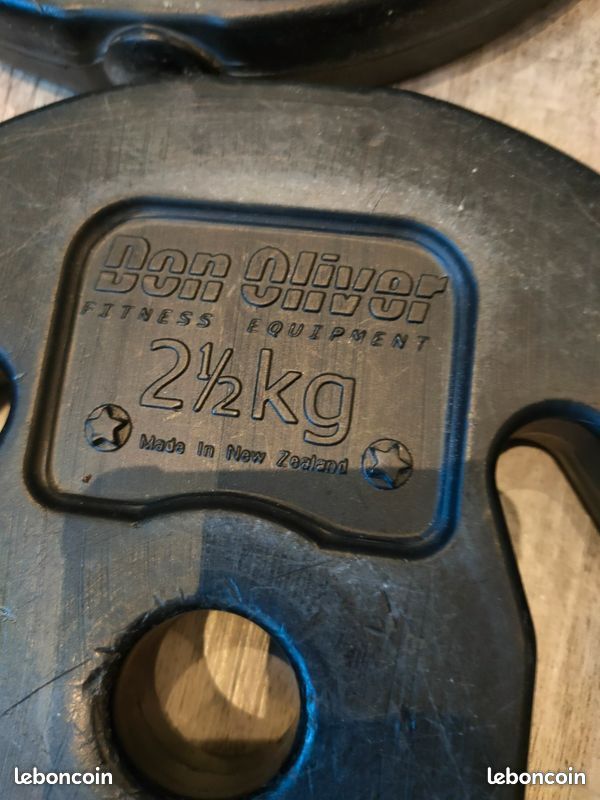 Don Oliver
FITNESS EQUIPMENT
2½kg
Made In New Zealand
leboncoin leboncoin